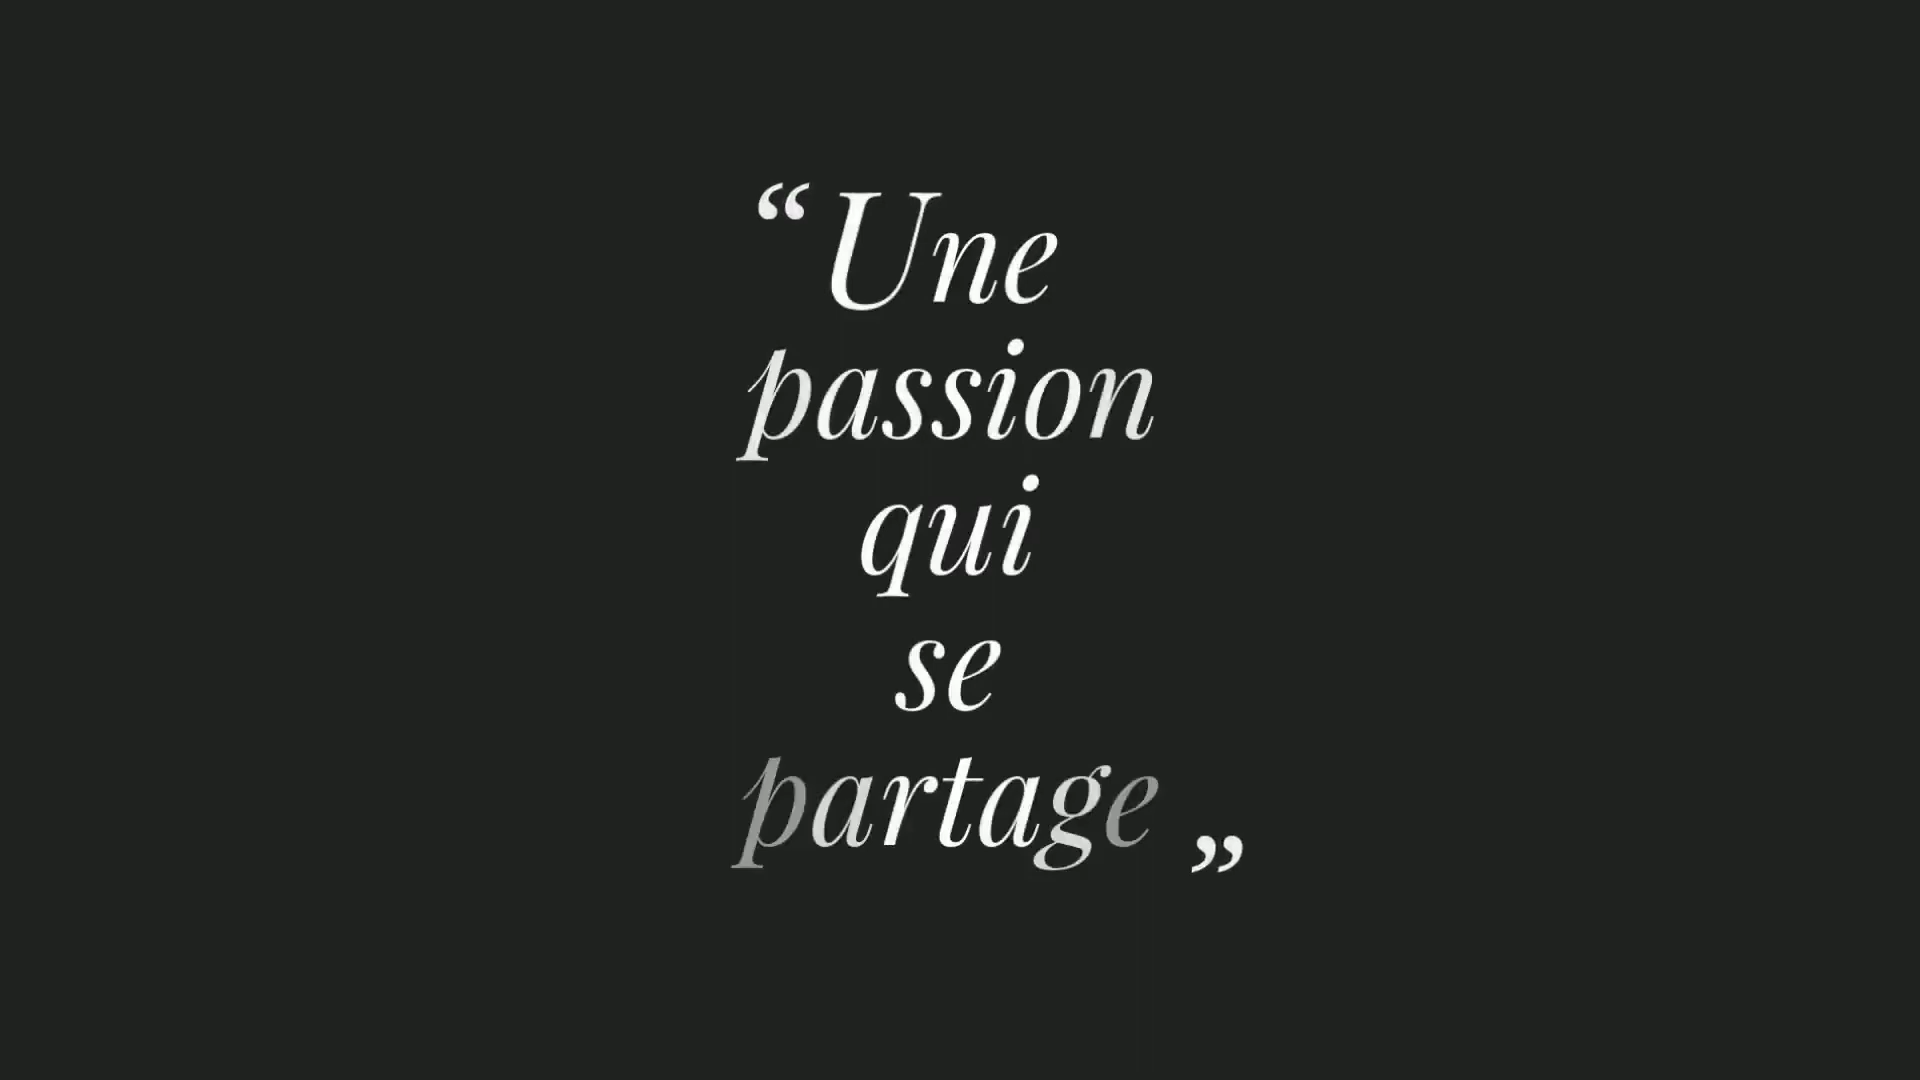 “Une
passion
qui
se
partage”